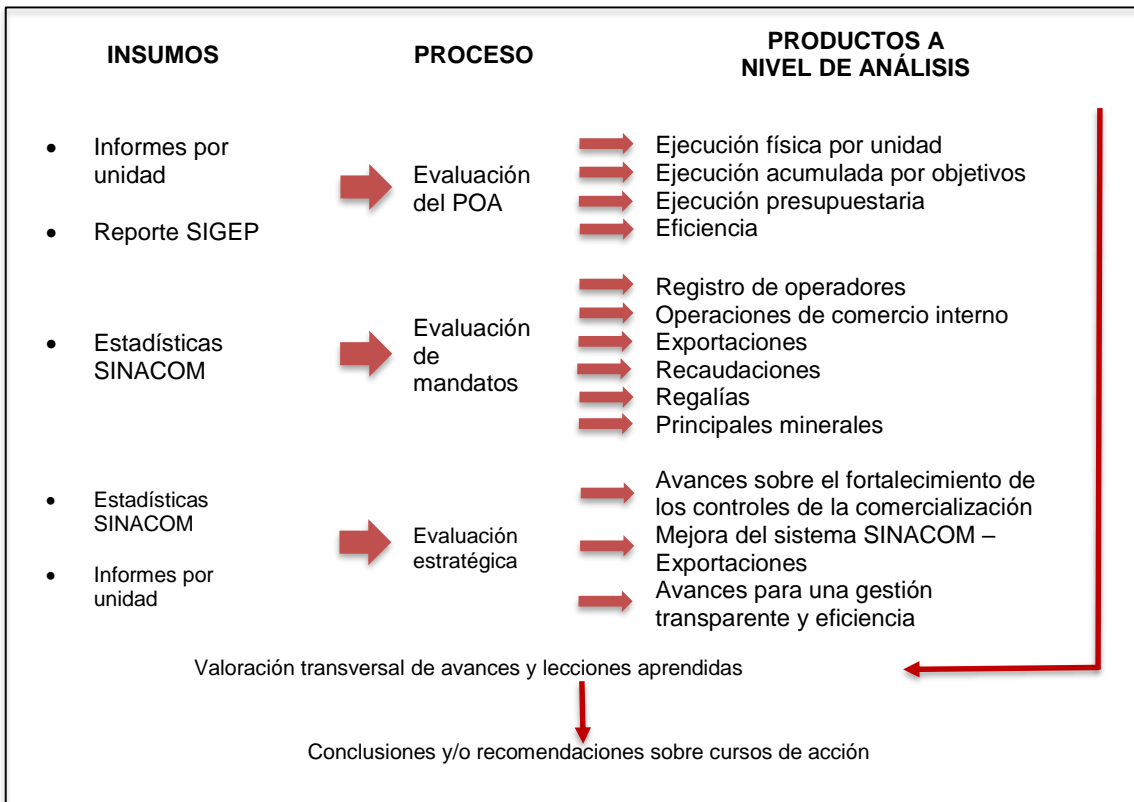 INSUMOS
PROCESO
PRODUCTOS A
NIVEL DE ANÁLISIS
• Informes por
unidad
• Reporte SIGEP
Evaluación
del POA
Ejecución física por unidad
Ejecución acumulada por objetivos
Ejecución presupuestaria
Eficiencia
• Estadísticas
SINACOM
Evaluación
de
mandatos
Registro de operadores
Operaciones de comercio interno
Exportaciones
Recaudaciones
Regalías
Principales minerales
• Estadísticas
SINACOM
• Informes por
unidad
Evaluación
estratégica
Avances sobre el fortalecimiento de
los controles de la comercialización
Mejora del sistema SINACOM –
Exportaciones
Avances para una gestión
transparente y eficiencia
Valoración transversal de avances y lecciones aprendidas
Conclusiones y/o recomendaciones sobre cursos de acción